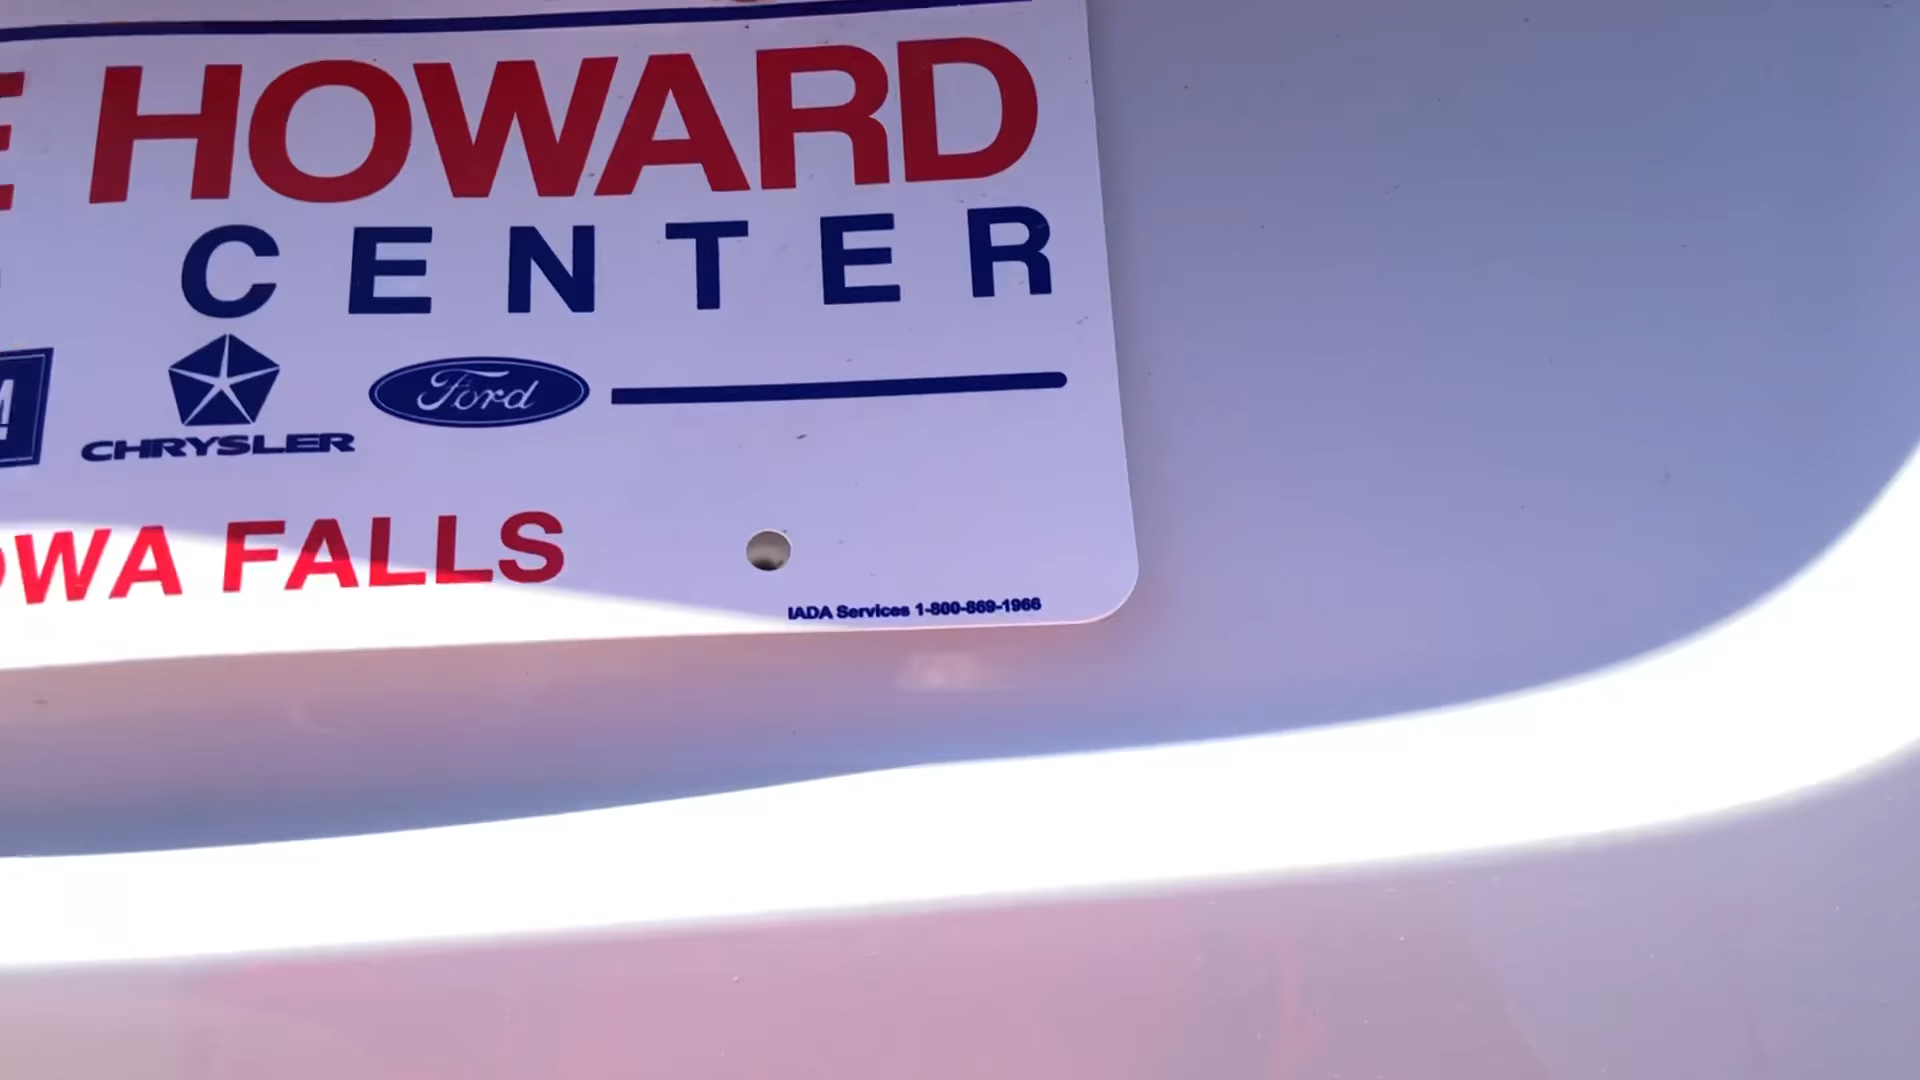 HOWARD
CENTER
CHRYSLER
Ford
FALLS
IADA Services 1-800-869-1966